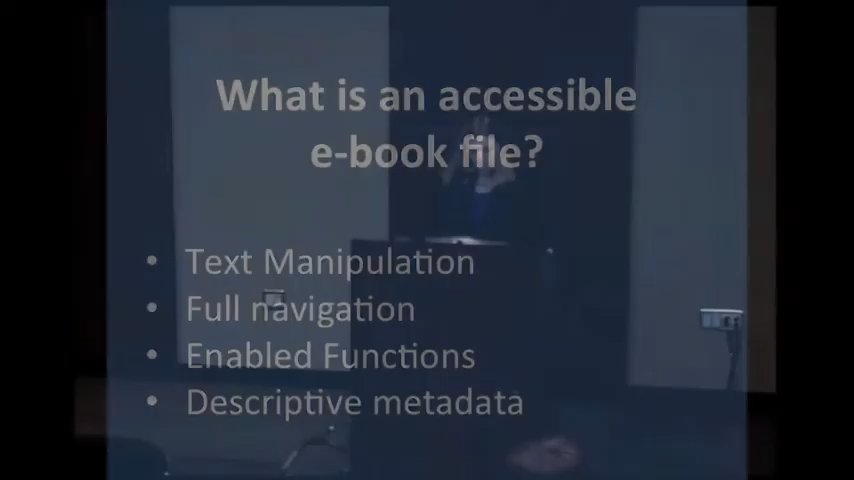 What is an accessible
e-book file?
• Text Manipulation
• Full navigation
• Enabled Functions
• Descriptive metadata